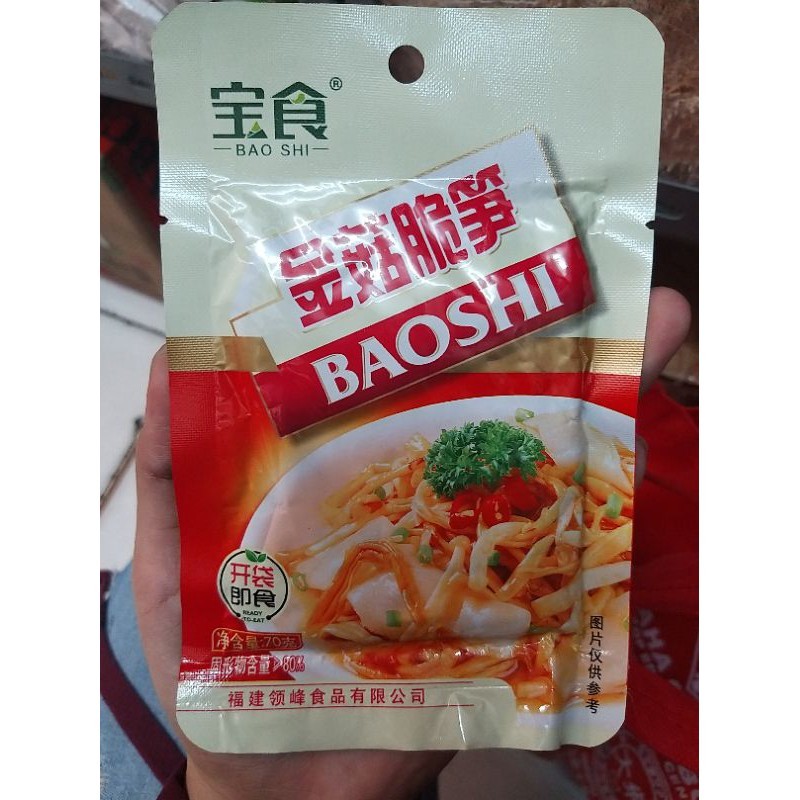 宝食®
BAO SHI
金菇脆笋
BAOSHI
开袋
即食
READY
TO EAT
净含量:70克
固形物含量≥80%
图片仅供参考
福建领峰食品有限公司